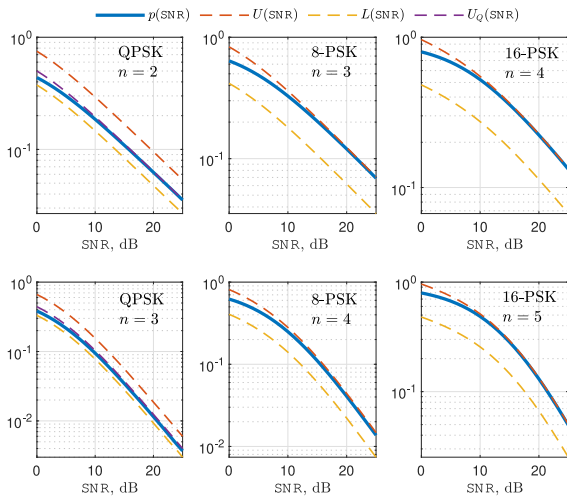 p(SNR) U(SNR) L(SNR) U_Q(SNR)
10^0 10^0 10^0
QPSK 8-PSK 16-PSK
n = 2 n = 3 n = 4
10^{-1} 10^{-1} 10^{-1}
0 10 20 0 10 20 0 10 20
SNR, dB SNR, dB SNR, dB
10^0 10^0 10^0
QPSK 8-PSK 16-PSK
n = 3 n = 4 n = 5
10^{-1} 10^{-1} 10^{-1}
10^{-2} 10^{-2}
0 10 20 0 10 20 0 10 20
SNR, dB SNR, dB SNR, dB